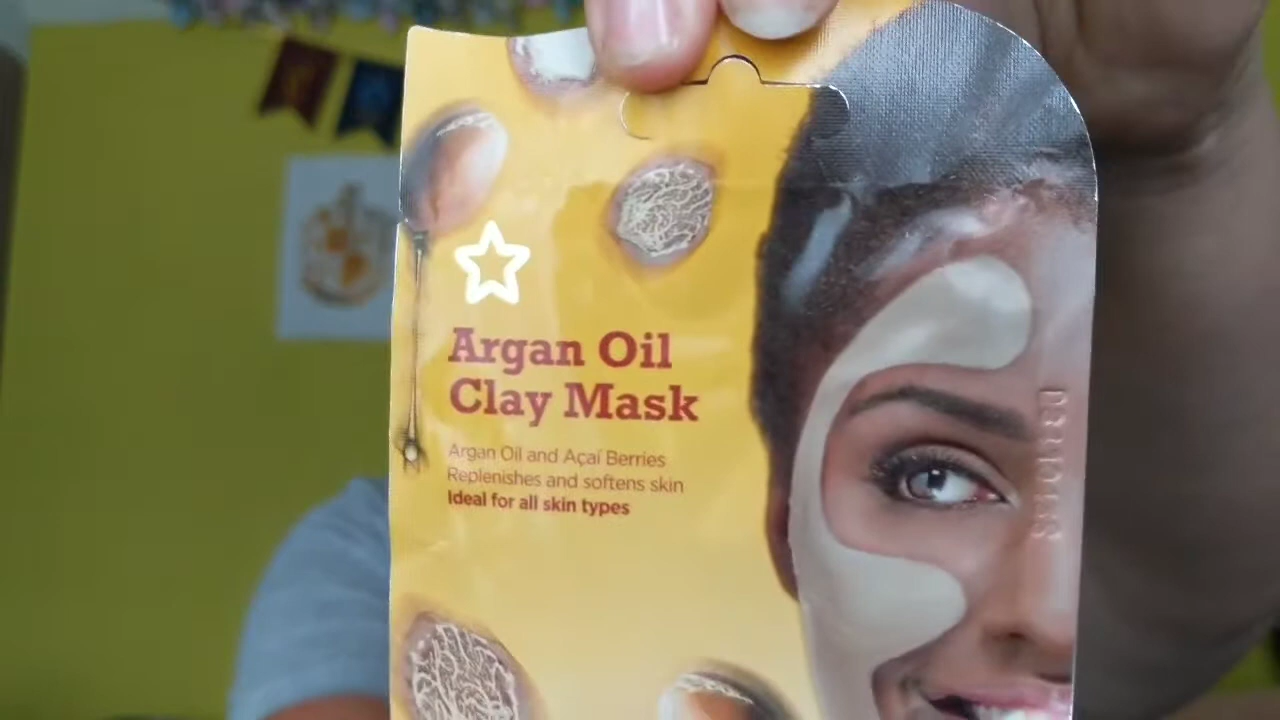 Argan Oil
Clay Mask
Argan Oil and Açaí Berries
Replenishes and softens skin
Ideal for all skin types